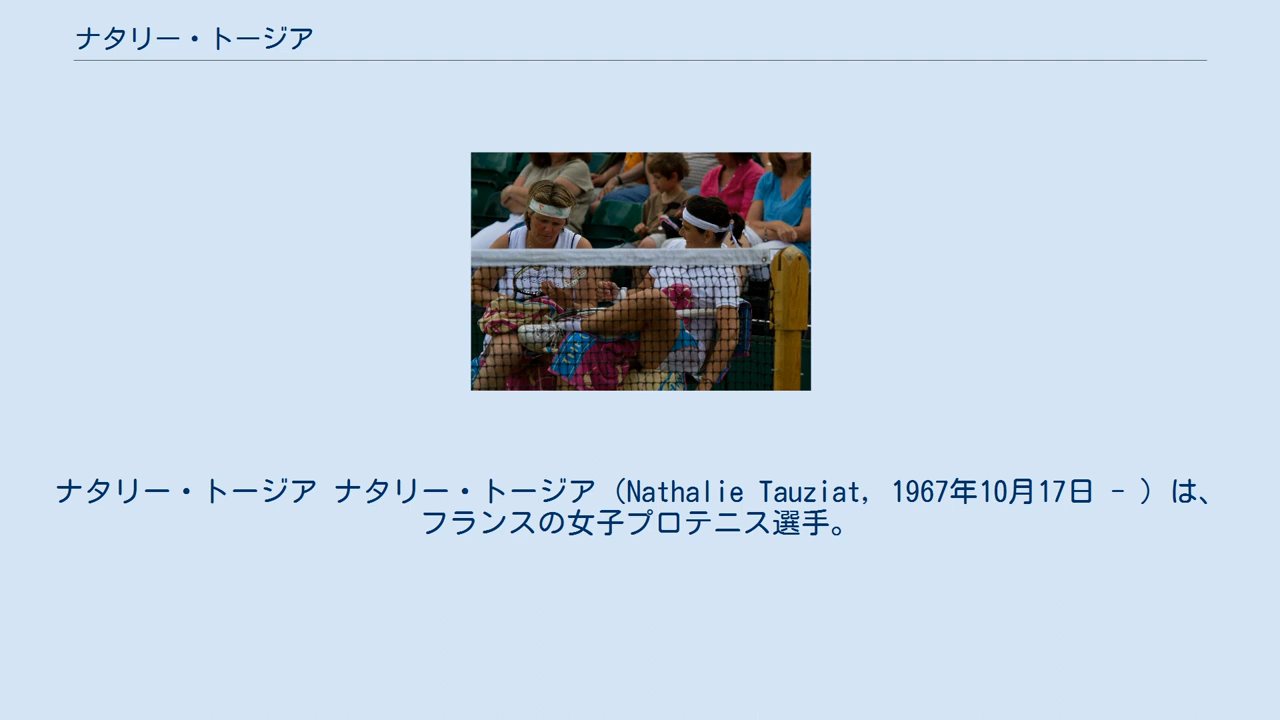 ナタリー・トージア
ナタリー・トージア ナタリー・トージア（Nathalie Tauziat, 1967年10月17日 - ）は、
フランスの女子プロテニス選手。